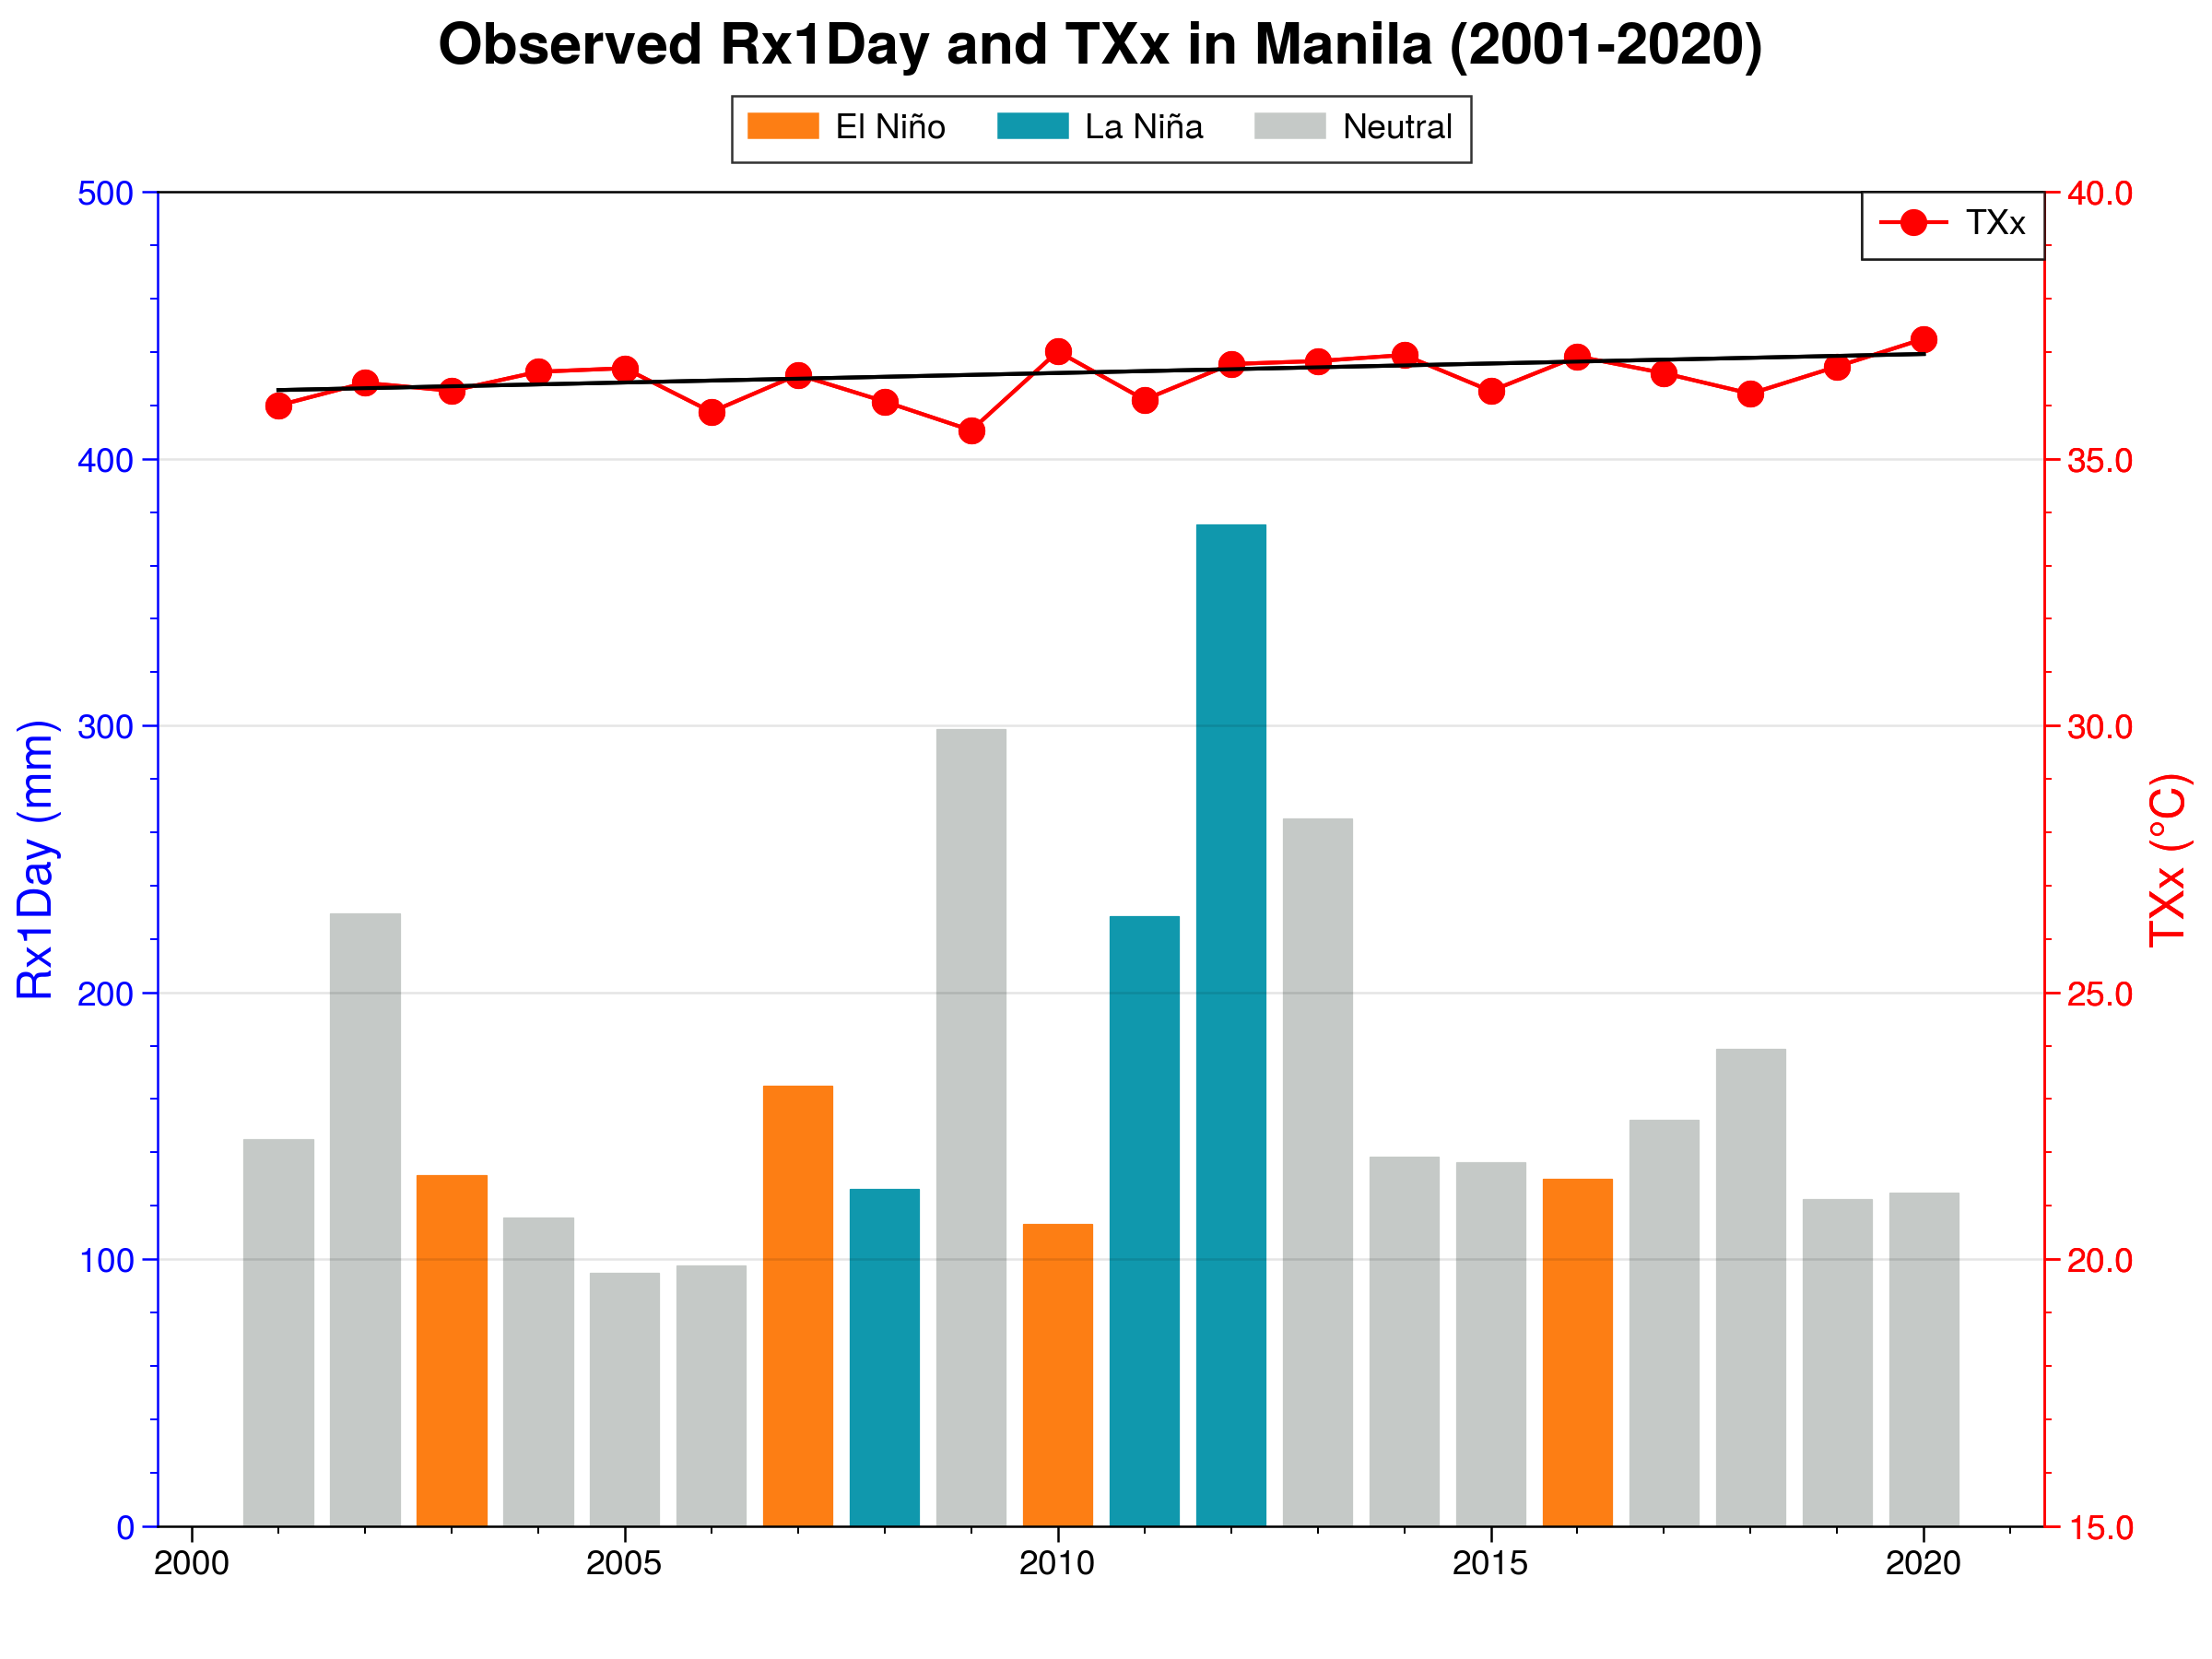 Observed Rx1Day and TXx in Manila (2001-2020)
El Niño La Niña Neutral
TXx
500
400
300
200
100
0
Rx1Day (mm)
40.0
35.0
30.0
25.0
20.0
15.0
TXx (°C)
2000 2005 2010 2015 2020